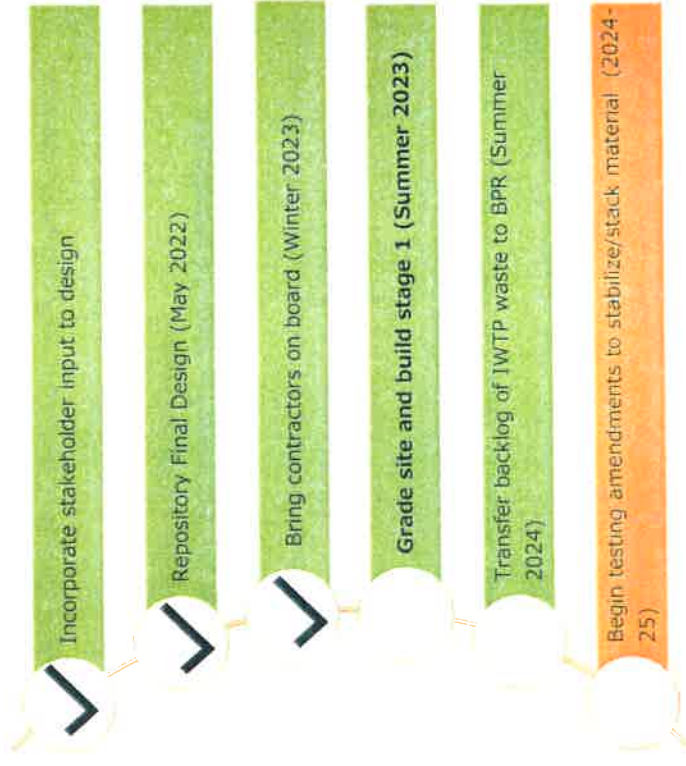 Incorporate stakeholder input to design
Repository Final Design (May 2022)
Bring contractors on board (Winter 2023)
Grade site and build stage 1 (Summer 2023)
Transfer backlog of IWTP waste to BPR (Summer
2024)
Begin testing amendments to stabilize/stack material (2024-
25)